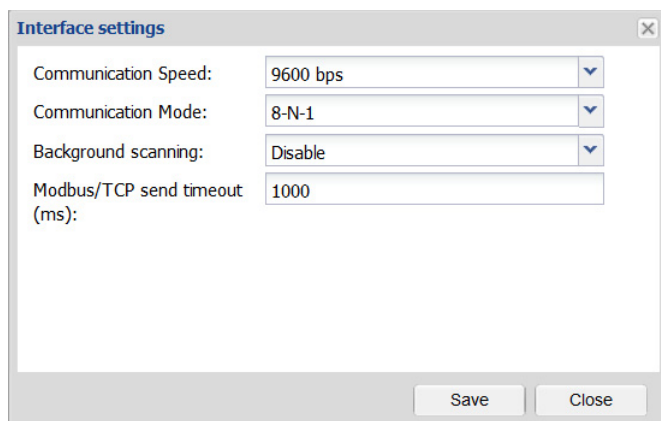 Interface settings
Communication Speed: 9600 bps
Communication Mode: 8-N-1
Background scanning: Disable
Modbus/TCP send timeout
(ms): 1000
Save Close